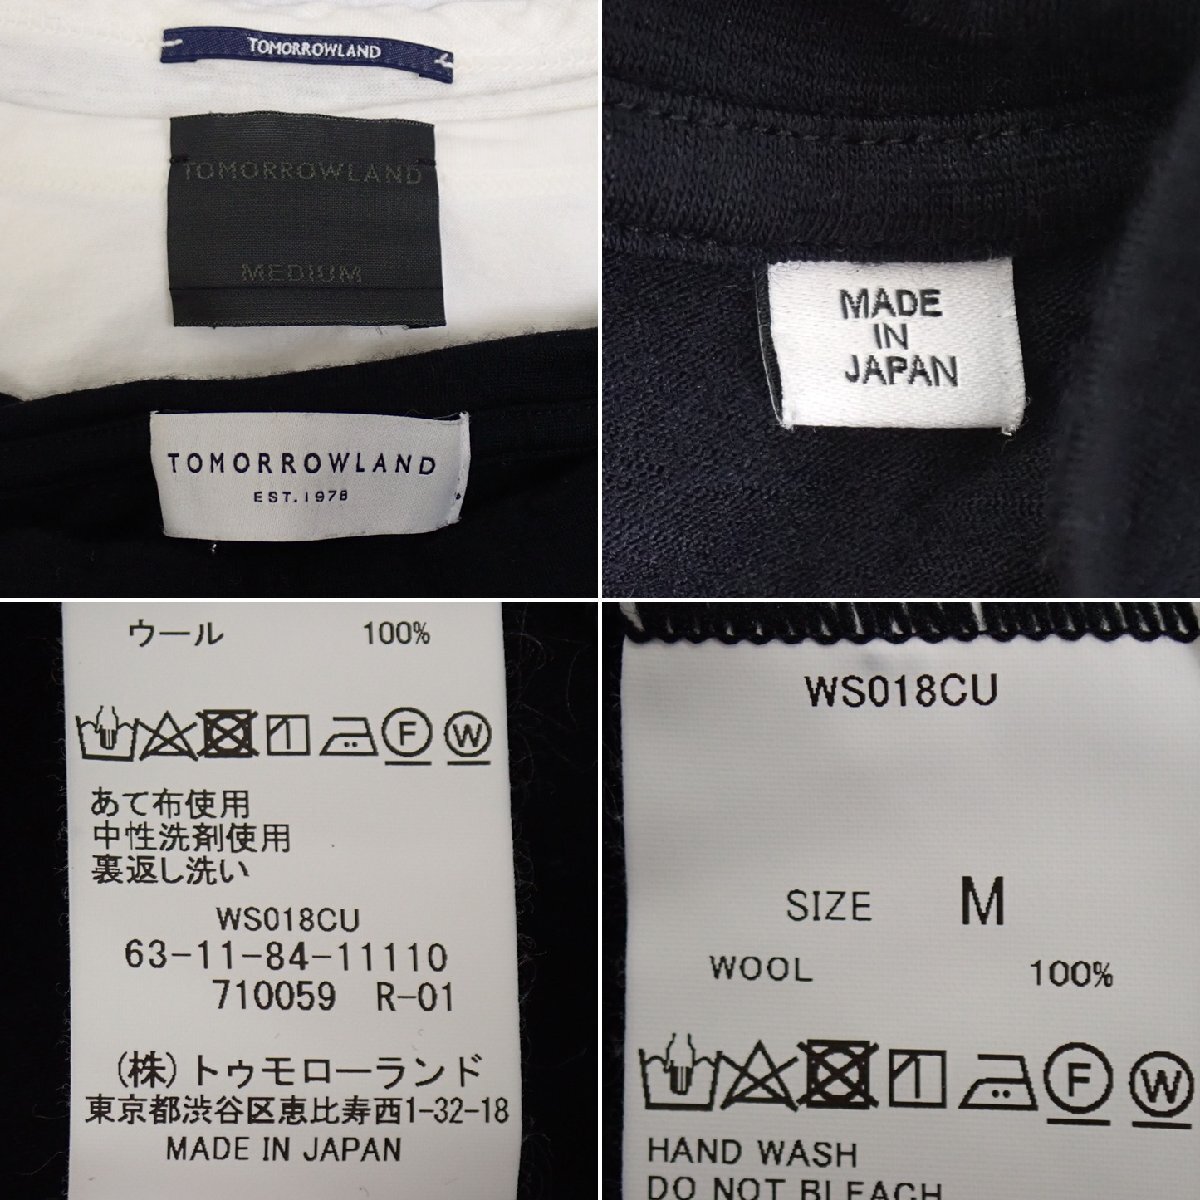 TOMORROWLAND
TOMORROWLAND
MEDIUM
TOMORROWLAND
EST. 1978
MADE
IN
JAPAN
ウール 100%
F W
あて布使用
中性洗剤使用
裏返し洗い
WS018CU
63-11-84-11110
710059 R-01
(株)トゥモローランド
東京都渋谷区恵比寿西1-32-18
MADE IN JAPAN
WS018CU
SIZE M
WOOL 100%
F W
HAND WASH
DO NOT BLEACH